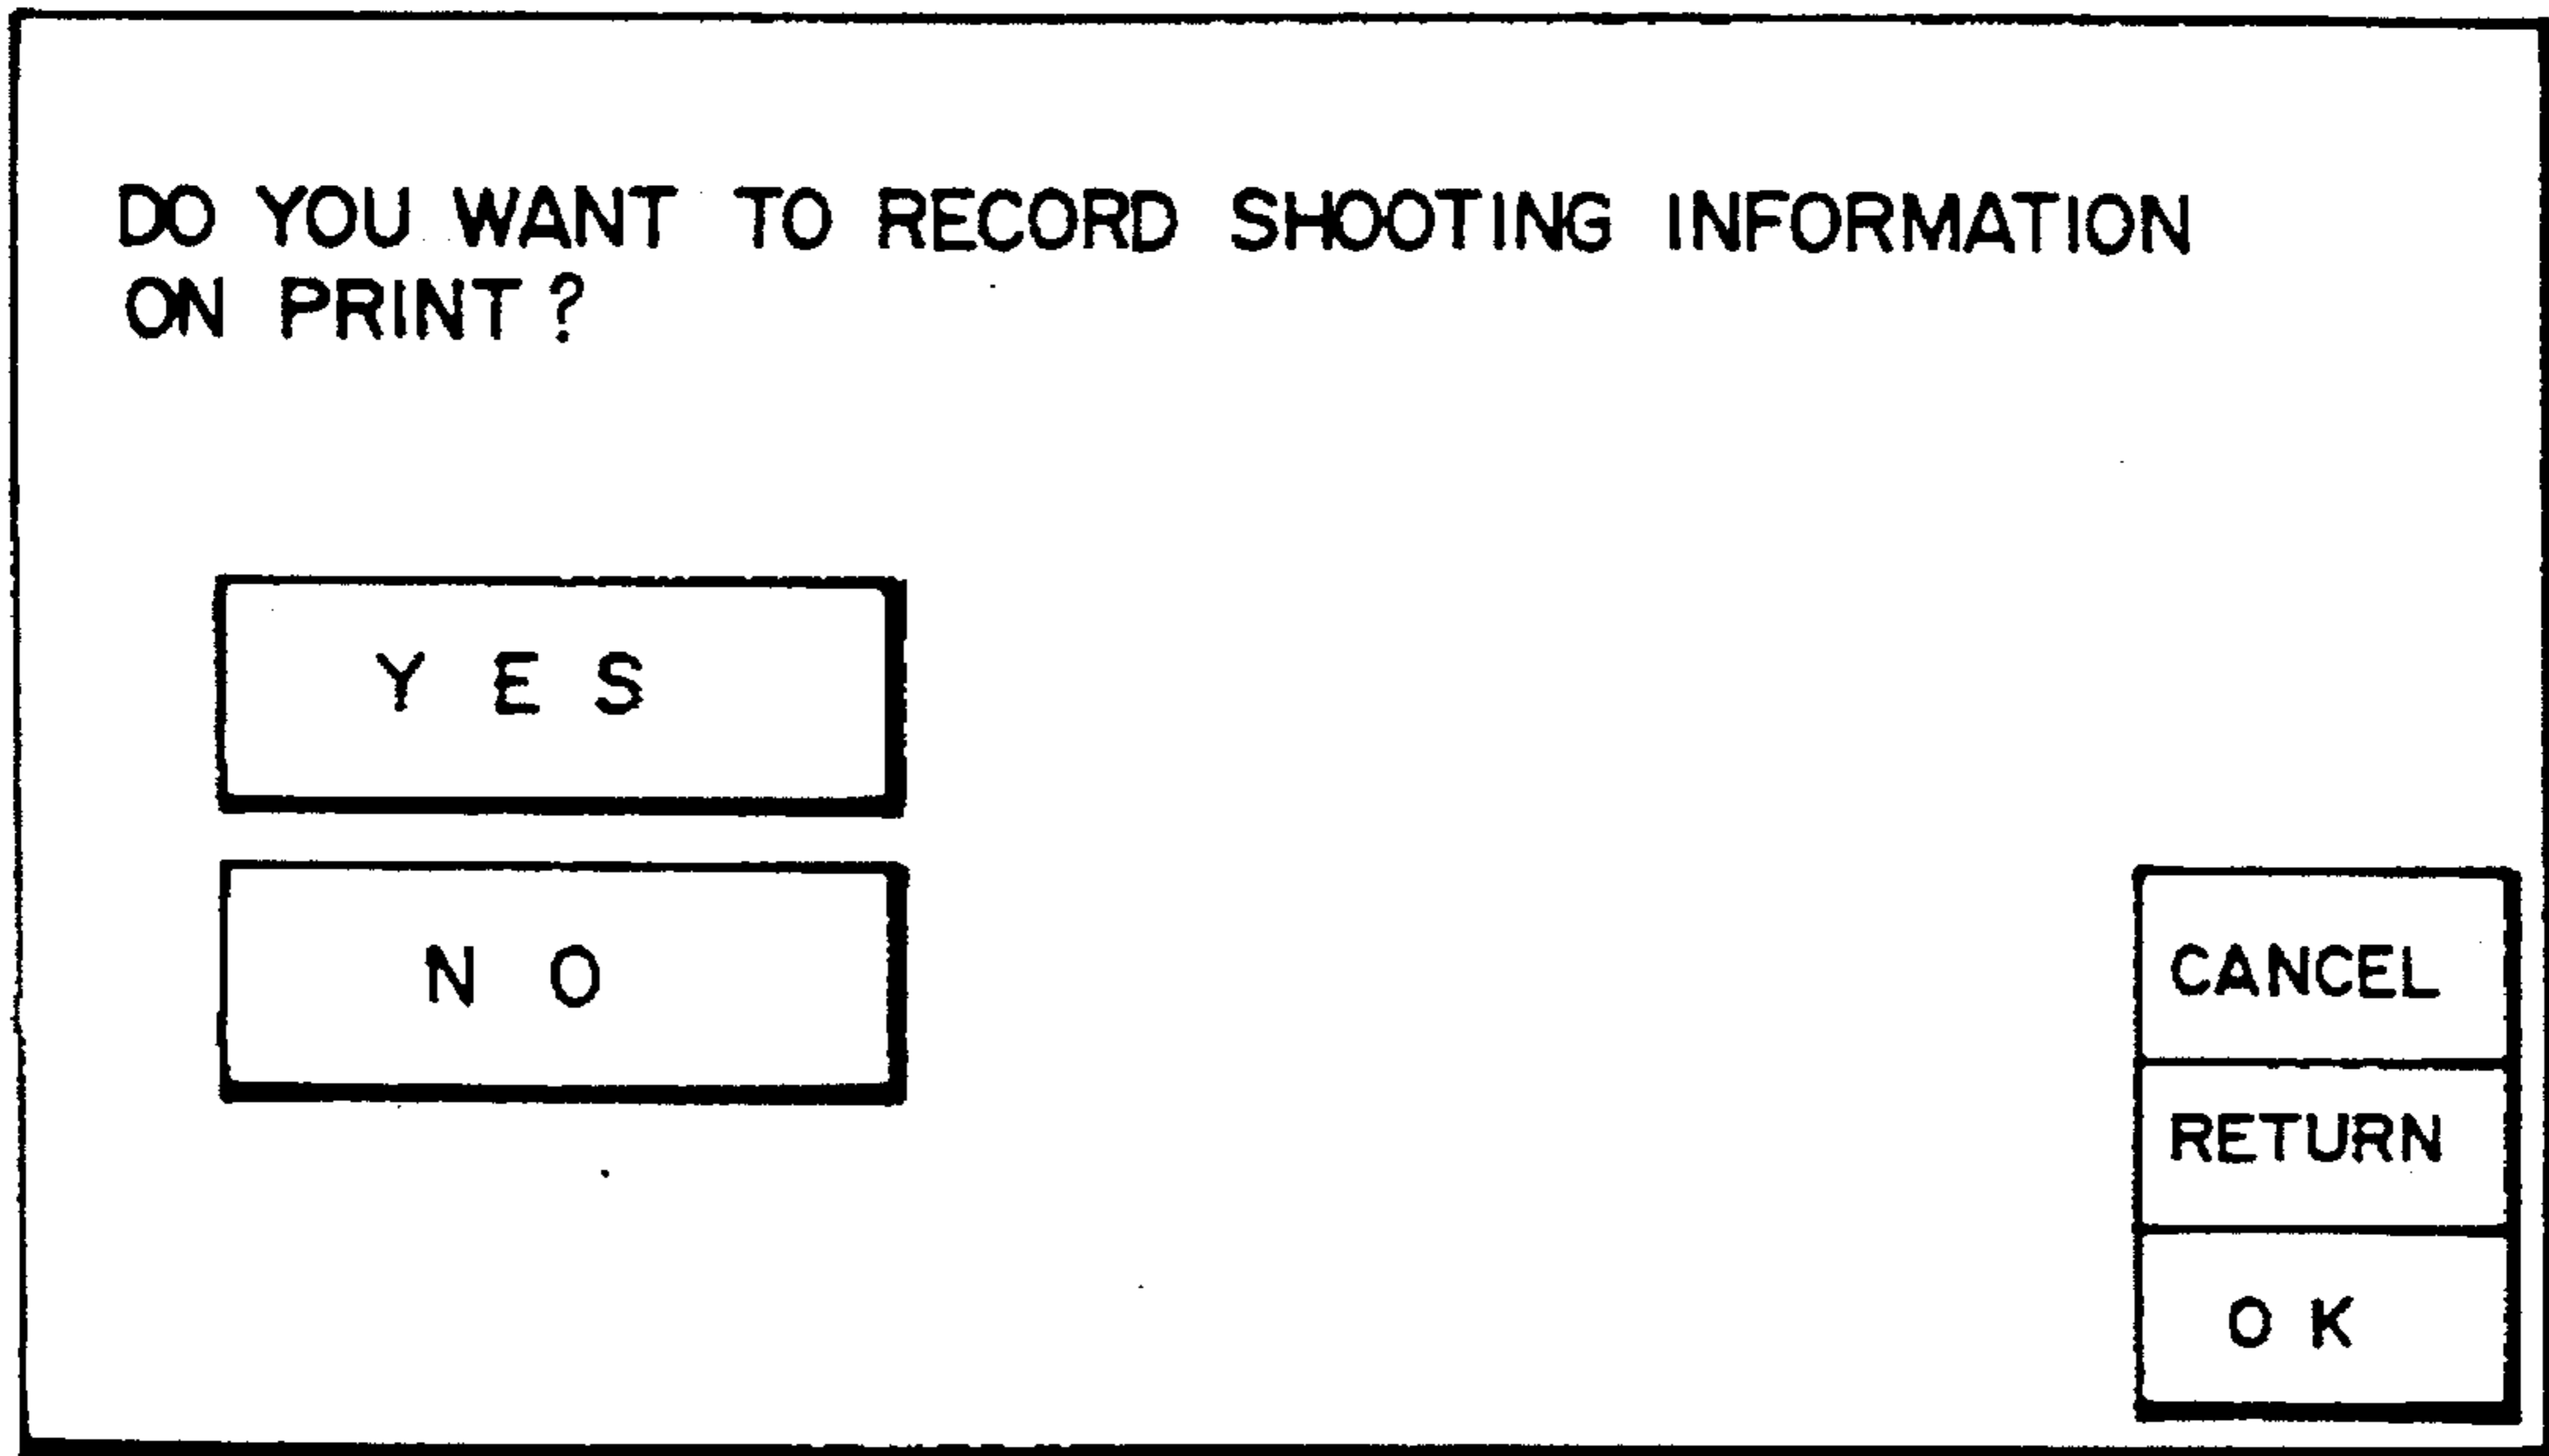 DO YOU WANT TO RECORD SHOOTING INFORMATION
ON PRINT?
YES
NO
CANCEL
RETURN
OK